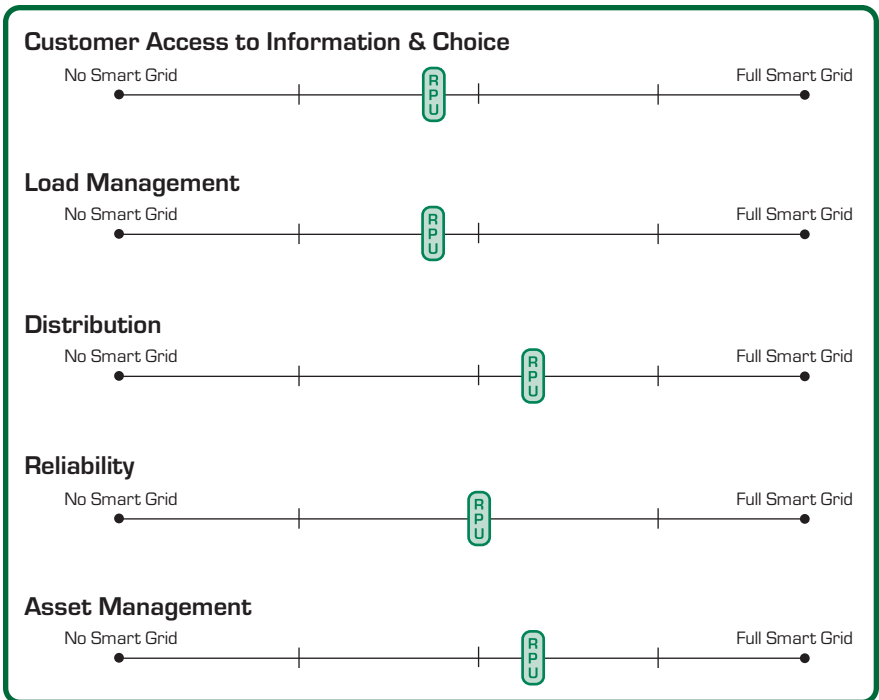 Customer Access to Information & Choice
No Smart Grid Full Smart Grid
RPU
Load Management
No Smart Grid Full Smart Grid
RPU
Distribution
No Smart Grid Full Smart Grid
RPU
Reliability
No Smart Grid Full Smart Grid
RPU
Asset Management
No Smart Grid Full Smart Grid
RPU